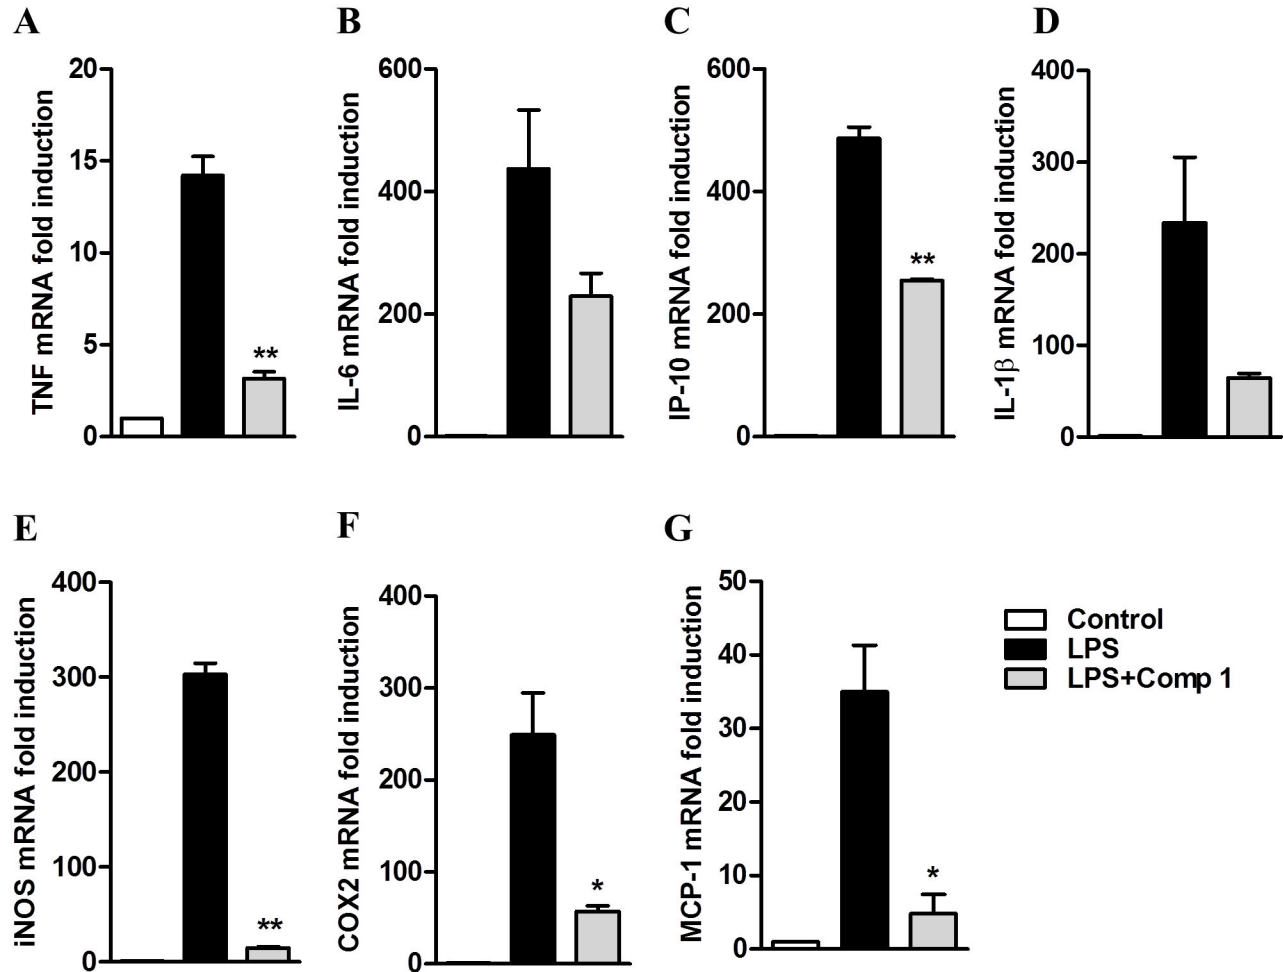 A
TNF mRNA fold induction
20
15
10
5
0
**
B
IL-6 mRNA fold induction
600
400
200
0
C
IP-10 mRNA fold induction
600
400
200
0
**
D
IL-1β mRNA fold induction
400
300
200
100
0
E
iNOS mRNA fold induction
400
300
200
100
0
**
F
COX2 mRNA fold induction
400
300
200
100
0
*
G
MCP-1 mRNA fold induction
50
40
30
20
10
0
*
Control
LPS
LPS+Comp 1